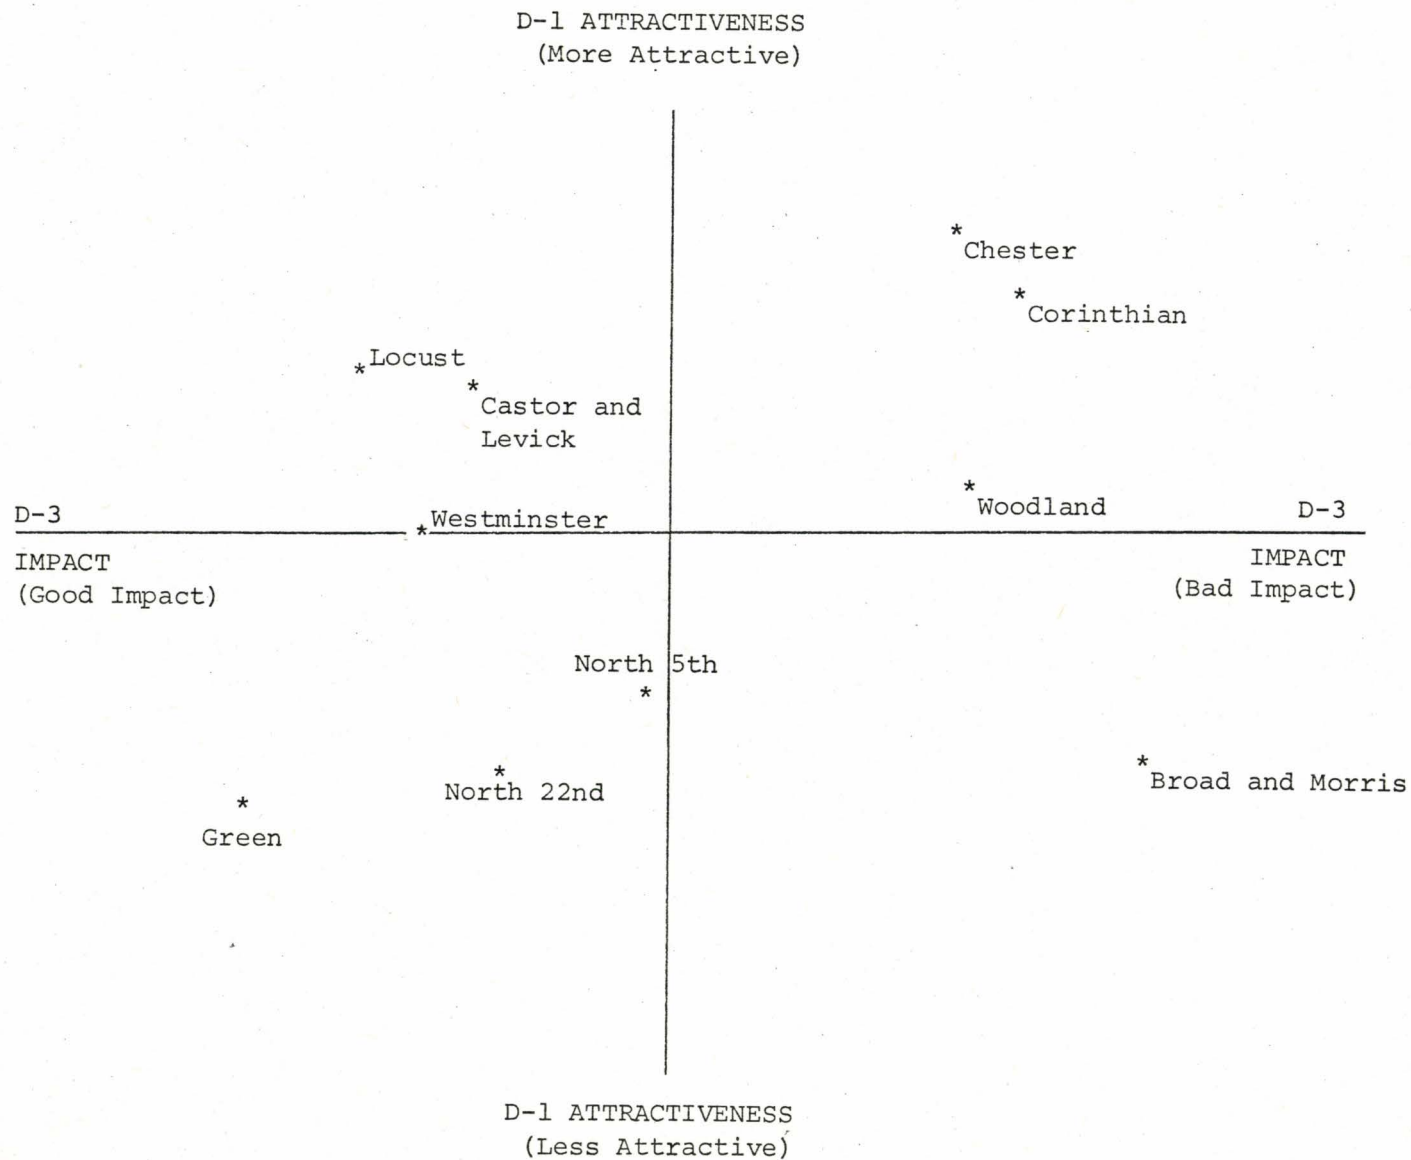 D-1 ATTRACTIVENESS
(More Attractive)
* Chester
* Corinthian
* Locust
* Castor and
Levick
* Woodland
D-3
* Westminster
D-3
IMPACT
(Good Impact)
IMPACT
(Bad Impact)
North 5th
*
* Broad and Morris
*
North 22nd
*
Green
D-1 ATTRACTIVENESS
(Less Attractive)